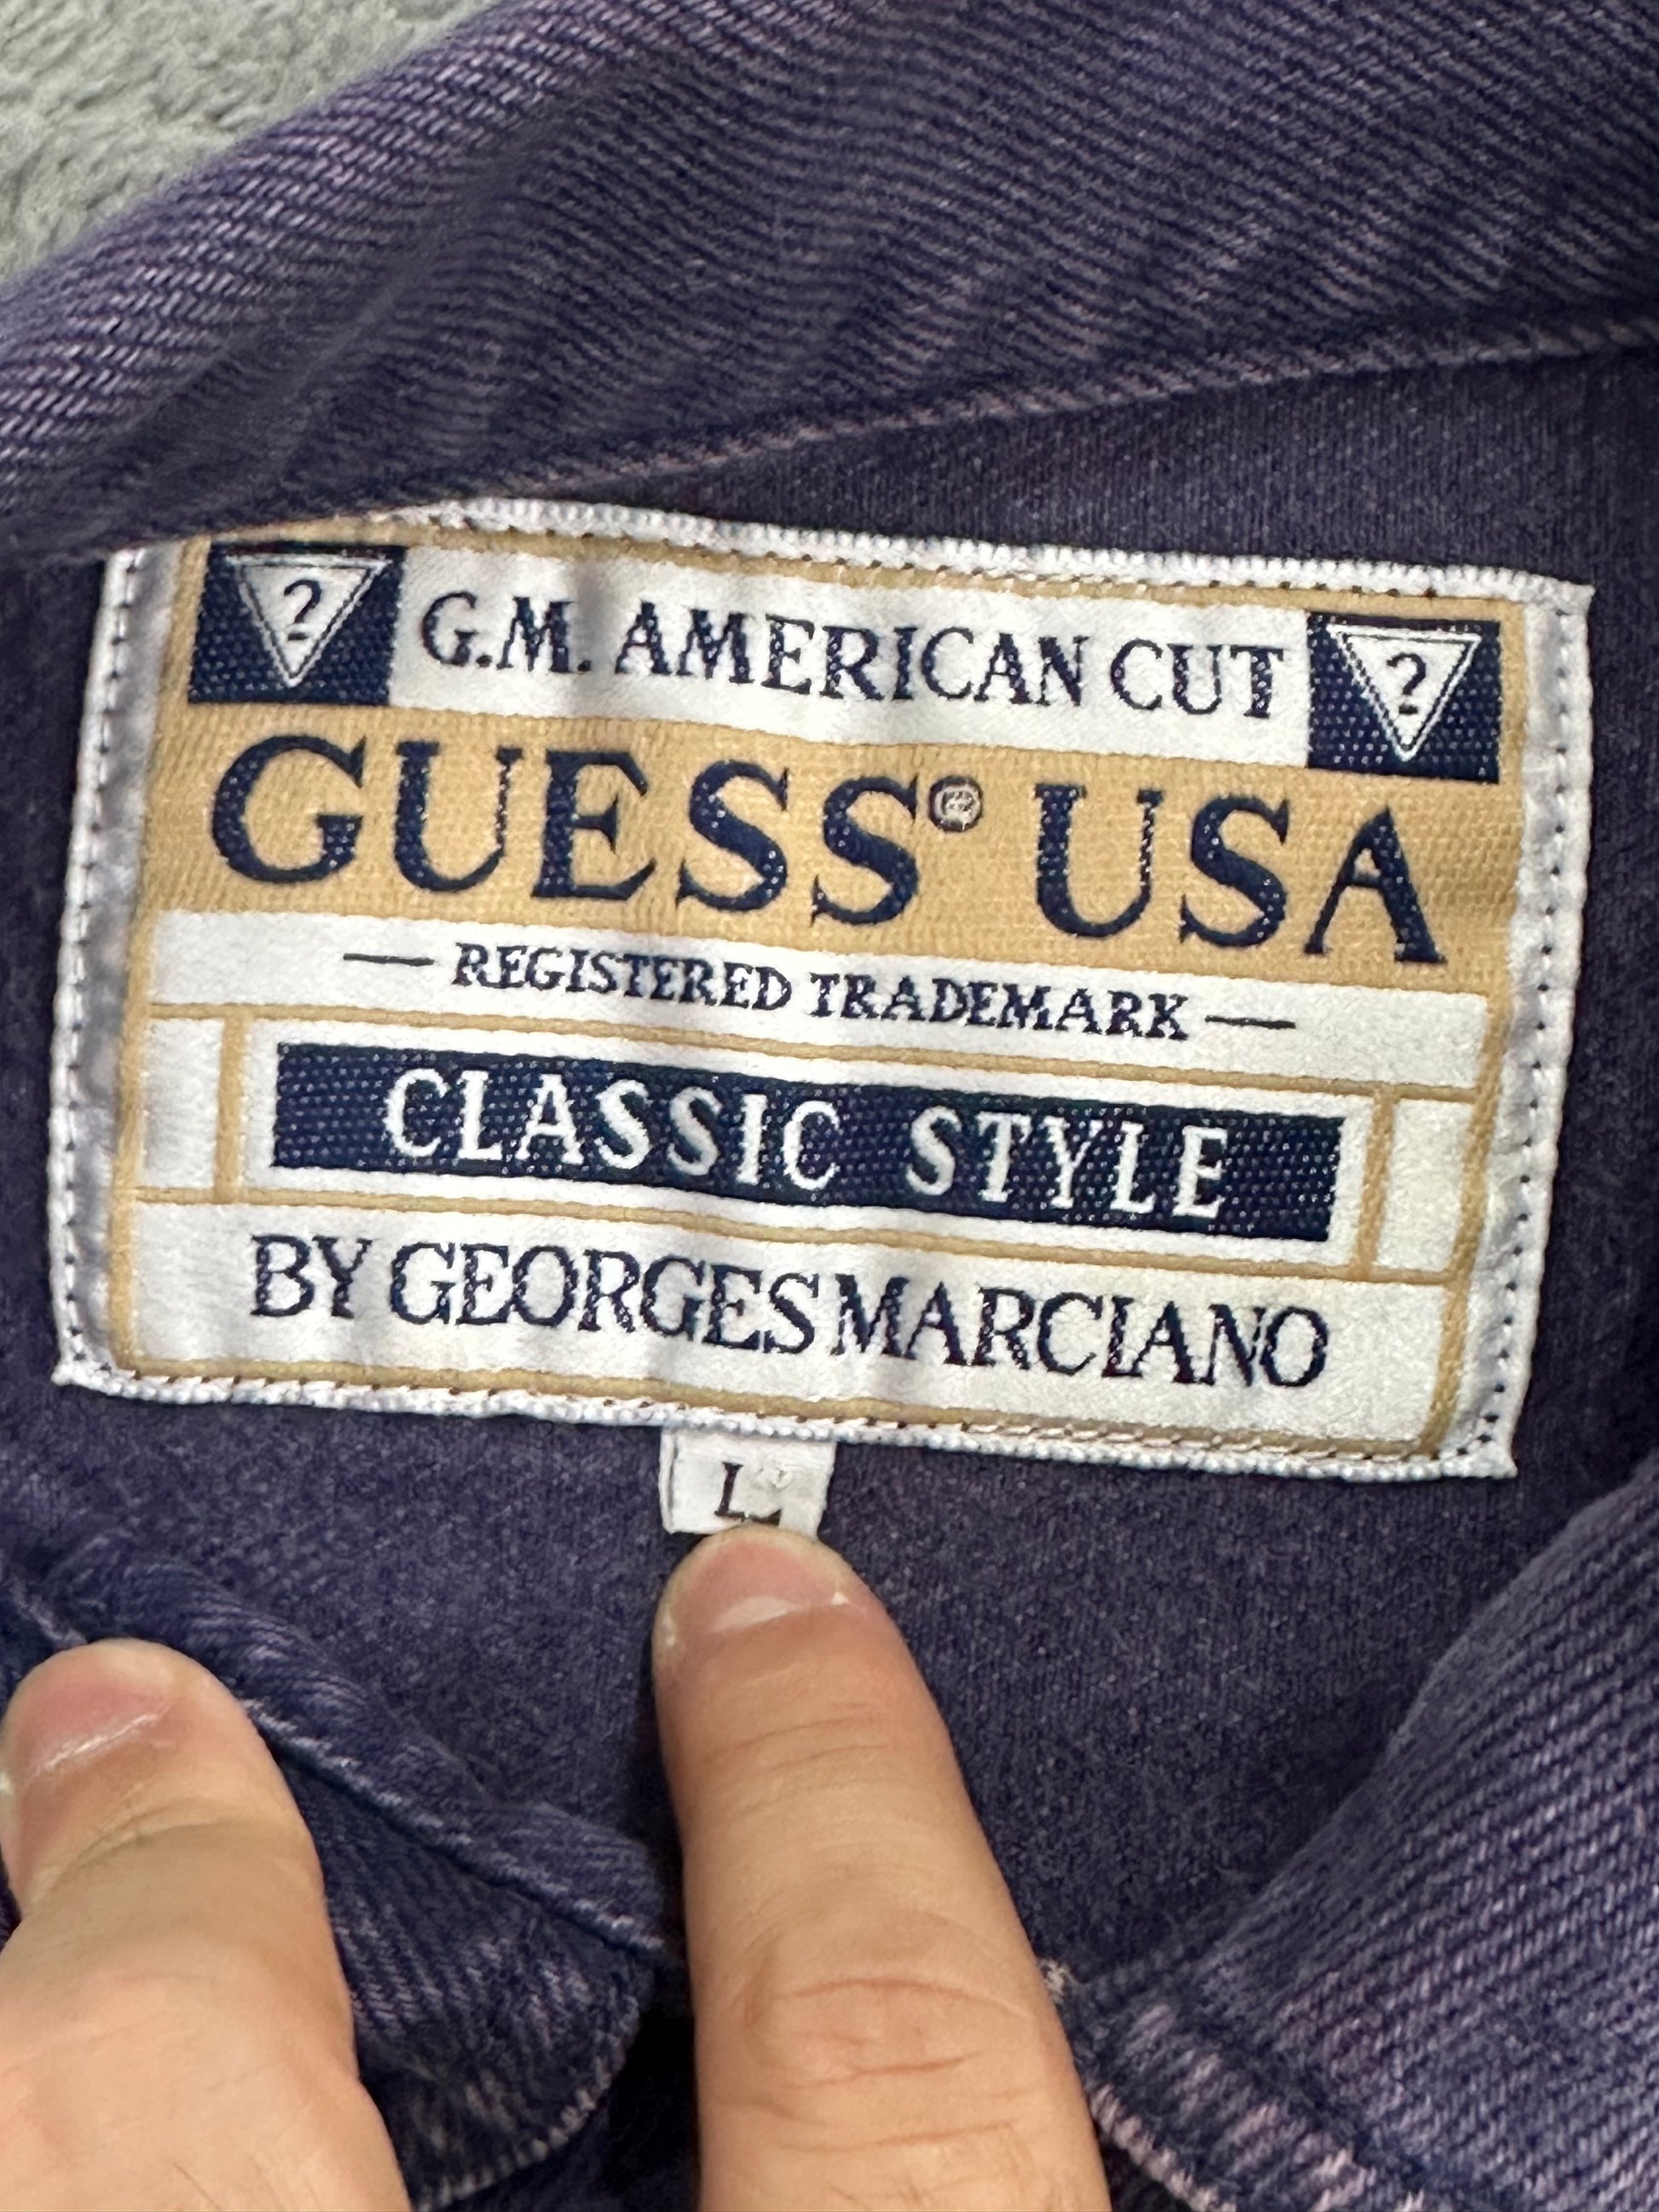 ? G.M. AMERICAN CUT ?
GUESS® USA
— REGISTERED TRADEMARK —
CLASSIC STYLE
BY GEORGES MARCIANO
L